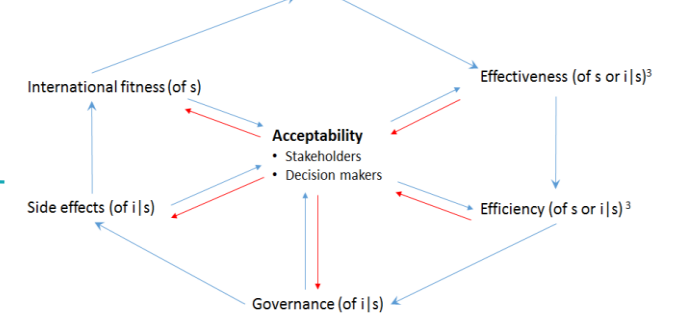 International fitness (of s)
Effectiveness (of s or i|s)³
Acceptability
• Stakeholders
• Decision makers
Side effects (of i|s)
Efficiency (of s or i|s) ³
Governance (of i|s)